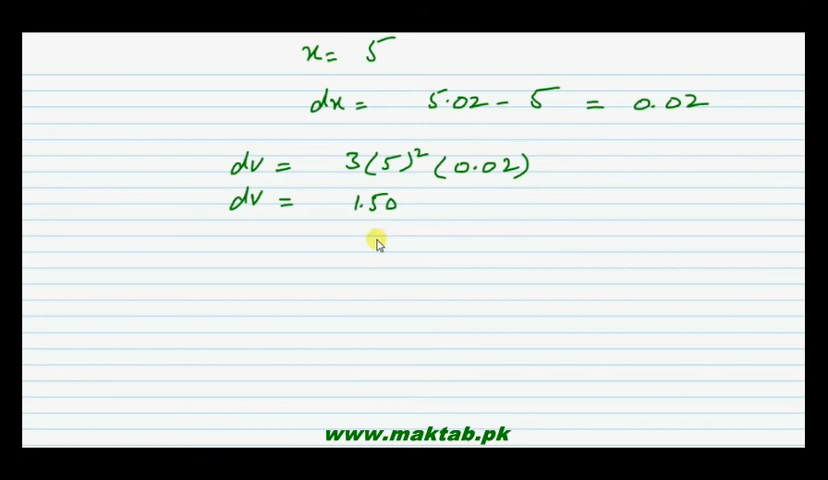 x = 5
dx = 5.02 - 5 = 0.02
dv = 3(5)² (0.02)
dv = 1.50
www.maktab.pk